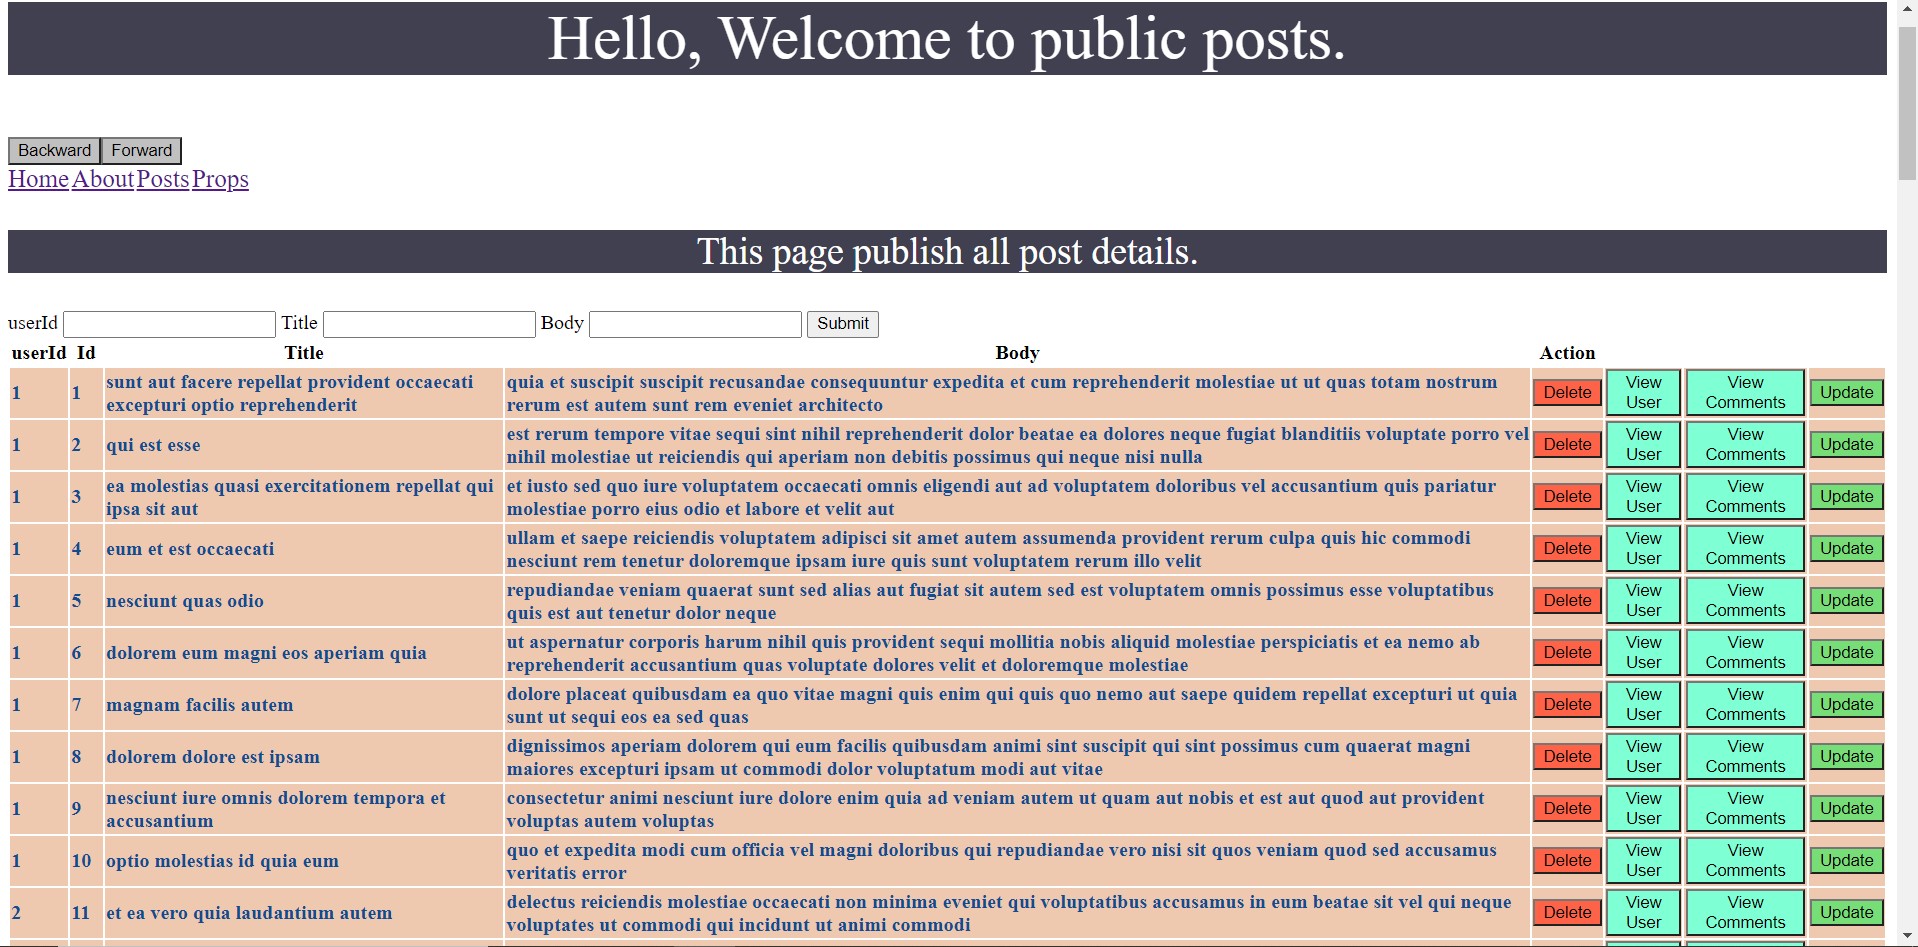 Hello, Welcome to public posts.
Backward Forward
Home About Posts Props
This page publish all post details.
userId Title Body Submit
userId Id Title Body Action
1 1 sunt aut facere repellat provident occaecati excepturi optio reprehenderit quia et suscipit suscipit recusandae consequuntur expedita et cum reprehenderit molestiae ut ut quas totam nostrum rerum est autem sunt rem eveniet architecto Delete View User View Comments Update
1 2 qui est esse est rerum tempore vitae sequi sint nihil reprehenderit dolor beatae ea dolores neque fugiat blanditiis voluptate porro vel nihil molestiae ut reiciendis qui aperiam non debitis possimus qui neque nisi nulla Delete View User View Comments Update
1 3 ea molestias quasi exercitationem repellat qui ipsa sit aut et iusto sed quo iure voluptatem occaecati omnis eligendi aut ad voluptatem doloribus vel accusantium quis pariatur molestiae porro eius odio et labore et velit aut Delete View User View Comments Update
1 4 eum et est occaecati ullam et saepe reiciendis voluptatem adipisci sit amet autem assumenda provident rerum culpa quis hic commodi nesciunt rem tenetur doloremque ipsam iure quis sunt voluptatem rerum illo velit Delete View User View Comments Update
1 5 nesciunt quas odio repudiandae veniam quaerat sunt sed alias aut fugiat sit autem sed est voluptatem omnis possimus esse voluptatibus quis est aut tenetur dolor neque Delete View User View Comments Update
1 6 dolorem eum magni eos aperiam quia ut aspernatur corporis harum nihil quis provident sequi mollitia nobis aliquid molestiae perspiciatis et ea nemo ab reprehenderit accusantium quas voluptate dolores velit et doloremque molestiae Delete View User View Comments Update
1 7 magnam facilis autem dolore placeat quibusdam ea quo vitae magni quis enim qui quis quo nemo aut saepe quidem repellat excepturi ut quia sunt ut sequi eos ea sed quas Delete View User View Comments Update
1 8 dolorem dolore est ipsam dignissimos aperiam dolorem qui eum facilis quibusdam animi sint suscipit qui sint possimus cum quaerat magni maiores excepturi ipsam ut commodi dolor voluptatum modi aut vitae Delete View User View Comments Update
1 9 nesciunt iure omnis dolorem tempora et accusantium consectetur animi nesciunt iure dolore enim quia ad veniam autem ut quam aut nobis et est aut quod aut provident voluptas autem voluptas Delete View User View Comments Update
1 10 optio molestias id quia eum quo et expedita modi cum officia vel magni doloribus qui repudiandae vero nisi sit quos veniam quod sed accusamus veritatis error Delete View User View Comments Update
2 11 et ea vero quia laudantium autem delectus reiciendis molestiae occaecati non minima eveniet qui voluptatibus accusamus in eum beatae sit vel qui neque voluptates ut commodi qui incidunt ut animi commodi Delete View User View Comments Update